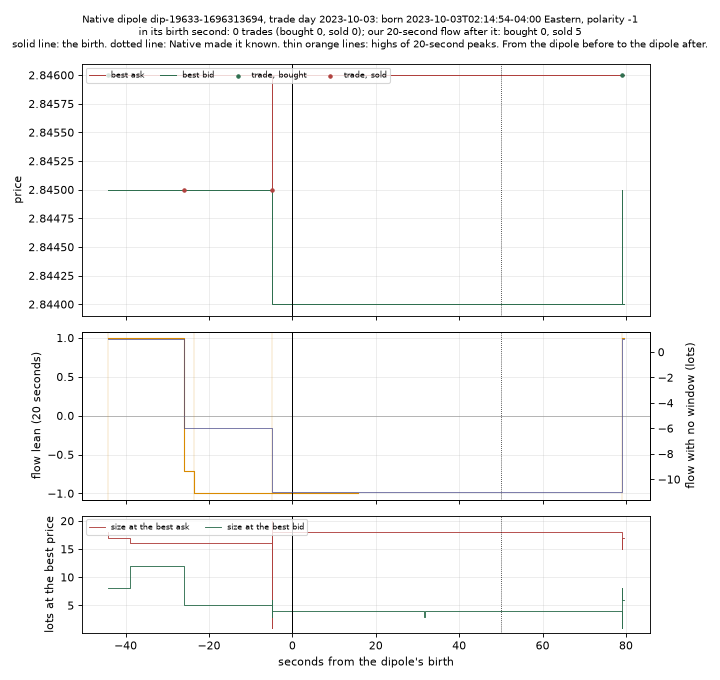 Native dipole dip-19633-1696313694, trade day 2023-10-03: born 2023-10-03T02:14:54-04:00 Eastern, polarity -1
in its birth second: 0 trades (bought 0, sold 0); our 20-second flow after it: bought 0, sold 5
solid line: the birth. dotted line: Native made it known. thin orange lines: highs of 20-second peaks. From the dipole before to the dipole after.
best ask best bid trade, bought trade, sold
2.84600
2.84575
2.84550
2.84525
2.84500
2.84475
2.84450
2.84425
2.84400
price
1.0
0.5
0.0
−0.5
−1.0
flow lean (20 seconds)
0
−2
−4
−6
−8
−10
flow with no window (lots)
size at the best ask size at the best bid
20
15
10
5
lots at the best price
−40 −20 0 20 40 60 80
seconds from the dipole's birth